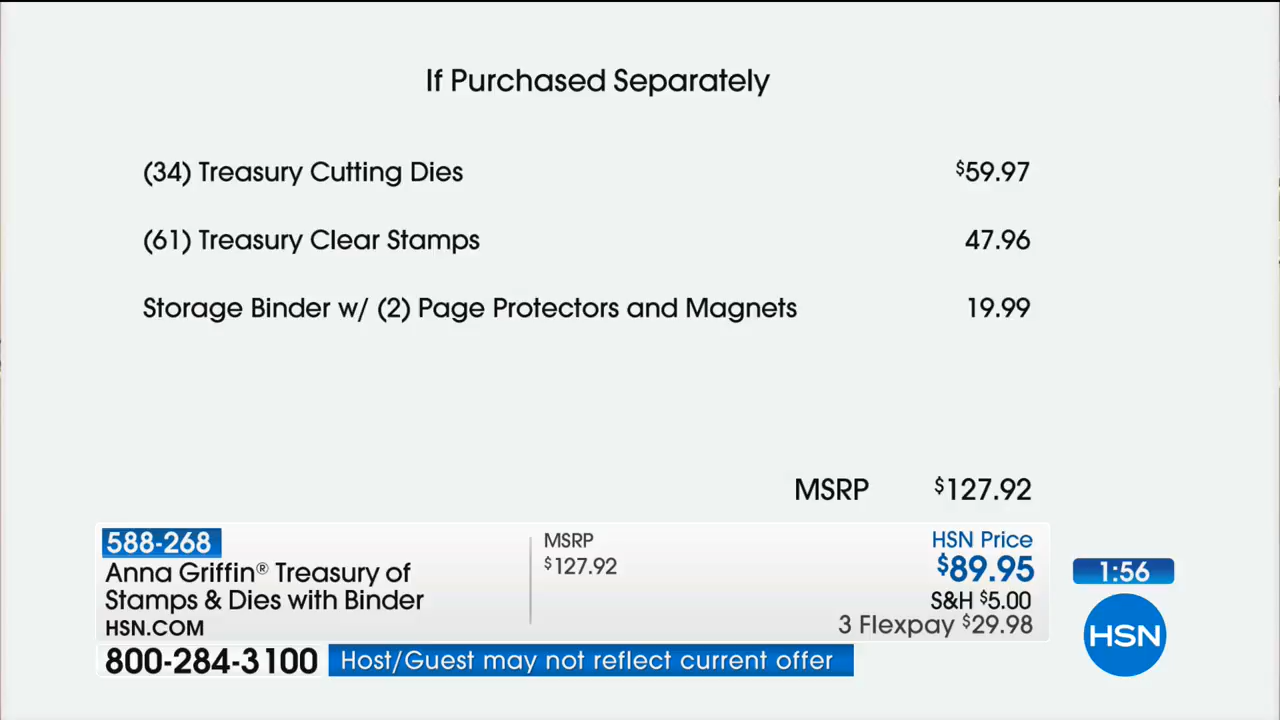 If Purchased Separately
(34) Treasury Cutting Dies $59.97
(61) Treasury Clear Stamps 47.96
Storage Binder w/ (2) Page Protectors and Magnets 19.99
MSRP $127.92
588-268
Anna Griffin® Treasury of
Stamps & Dies with Binder
HSN.COM
MSRP
$127.92
HSN Price
$89.95
S&H $5.00
3 Flexpay $29.98
1:56
HSN
800-284-3100
Host/Guest may not reflect current offer